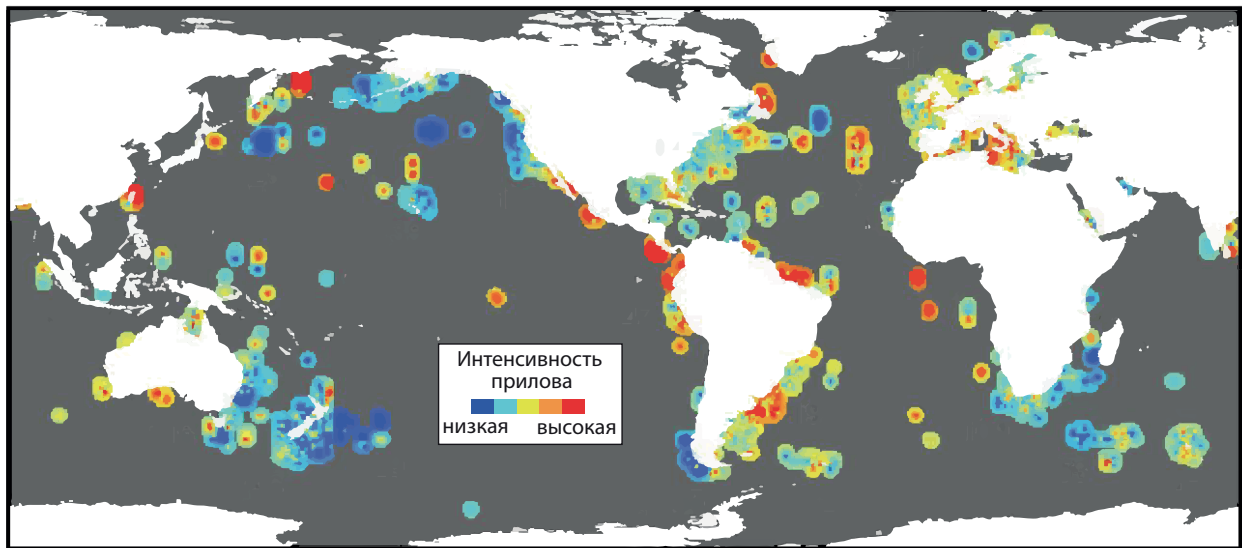 Интенсивность
прилова
низкая высокая